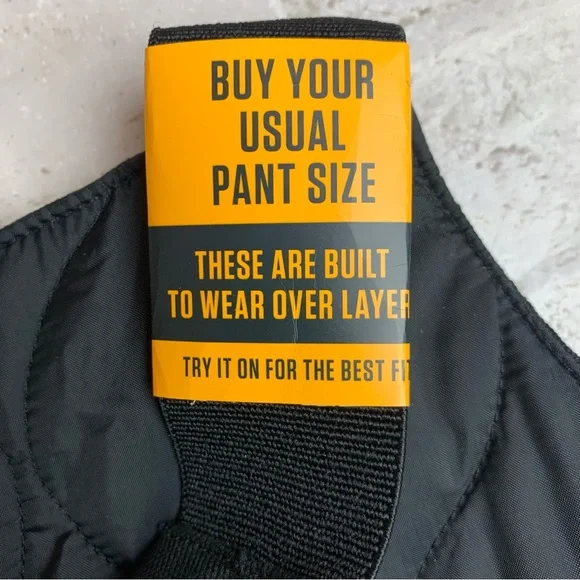 BUY YOUR
USUAL
PANT SIZE
THESE ARE BUILT
TO WEAR OVER LAYER
TRY IT ON FOR THE BEST FI